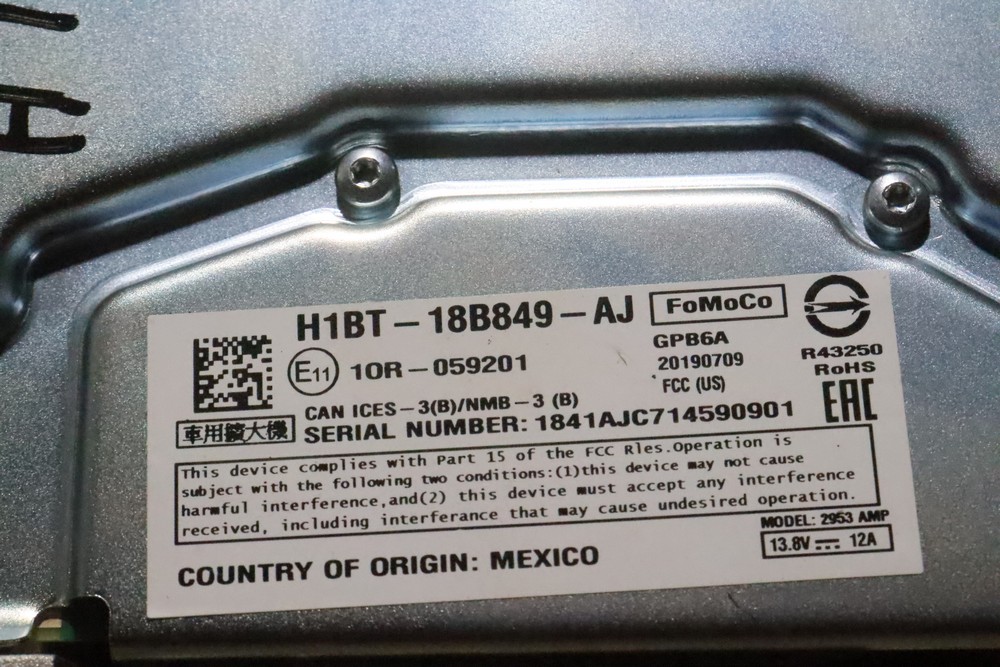 H
H1BT-18B849-AJ
FoMoCo
GPB6A
20190709
FCC (US)
R43250
RoHS
EAC
E11
10R-059201
CAN ICES-3(B)/NMB-3 (B)
車用鑛大機
SERIAL NUMBER: 1841AJC714590901
This device complies with Part 15 of the FCC Rles.Operation is
subject with the following two conditions:(1)this device may not cause
harmful interference,and(2) this device must accept any interference
received, including interferance that may cause undesired operation.
MODEL: 2953 AMP
13.8V 12A
COUNTRY OF ORIGIN: MEXICO